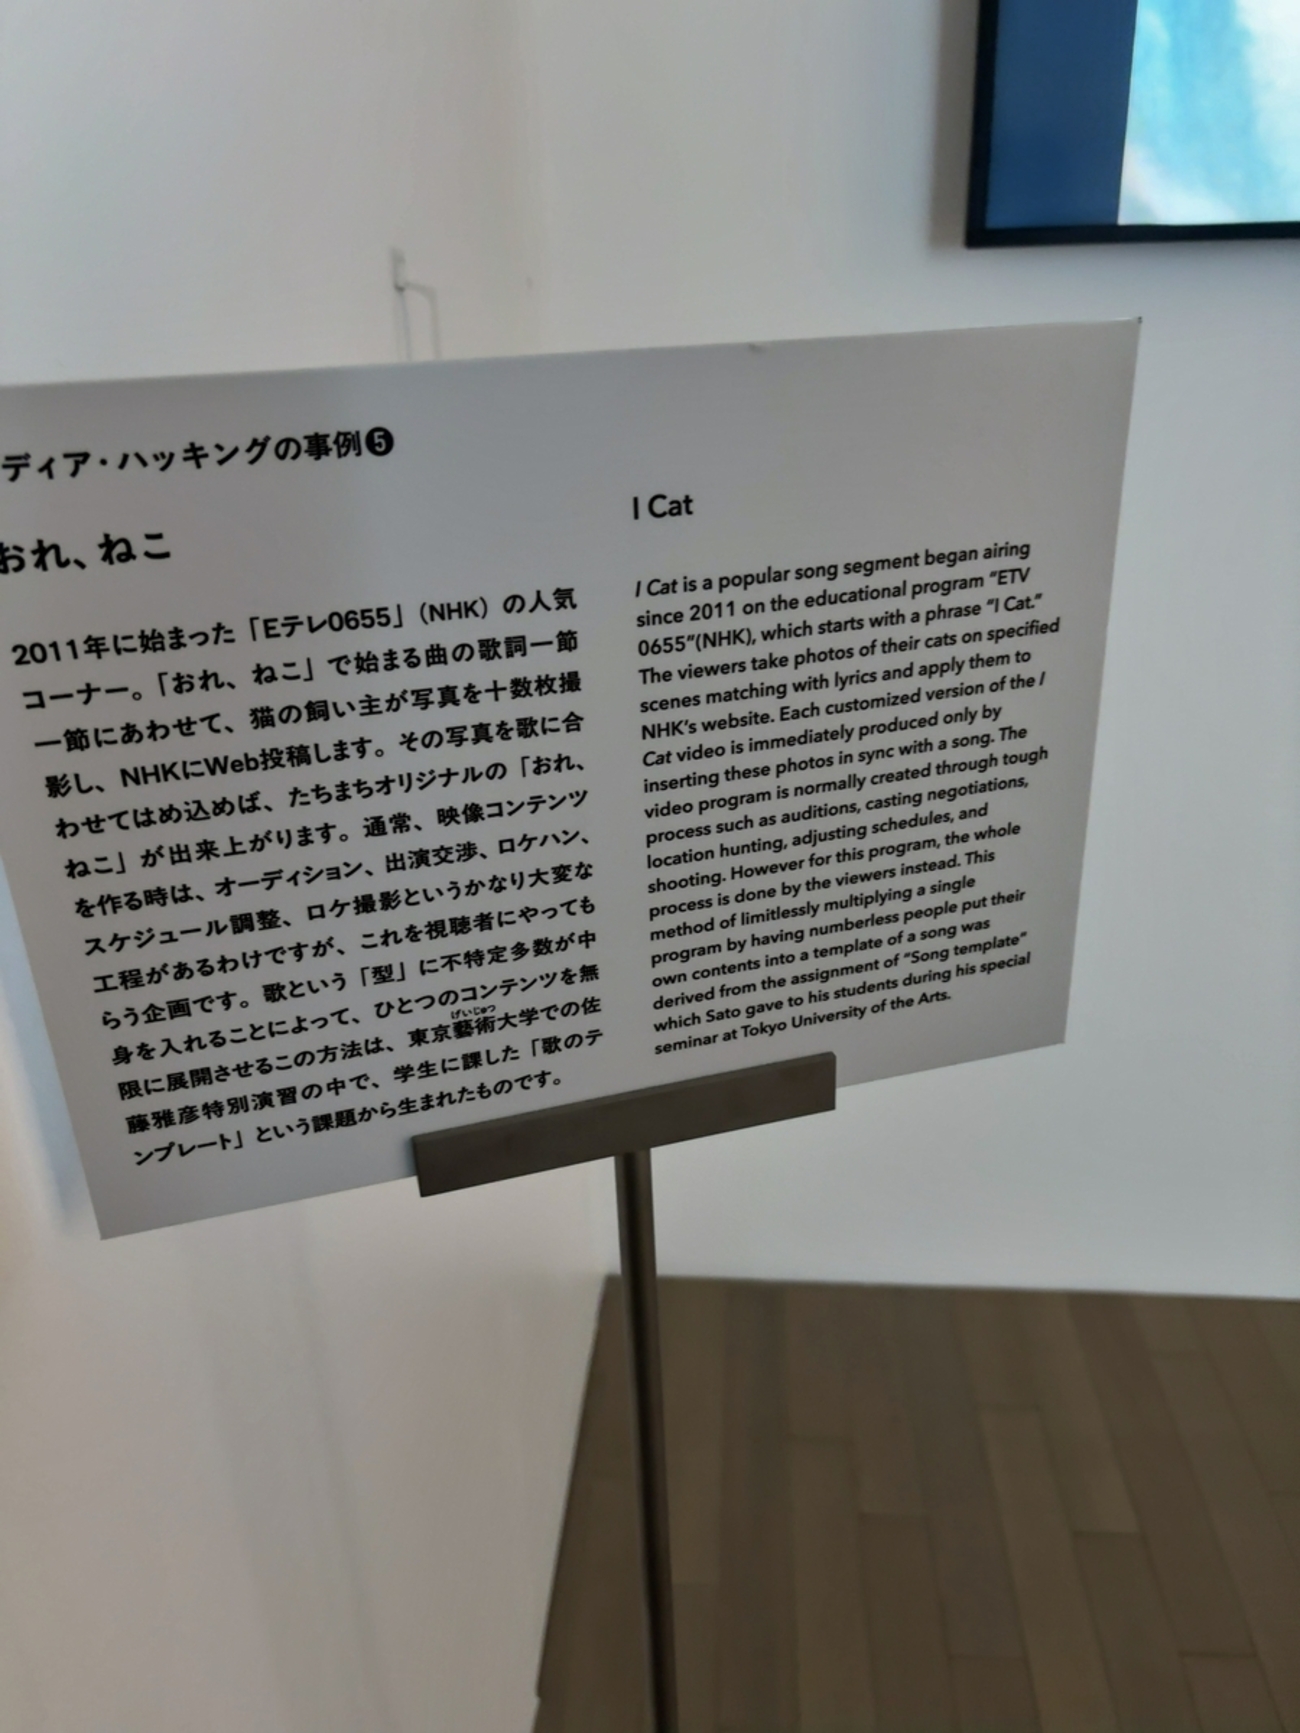 ディア・ハッキングの事例❺
おれ、ねこ
2011年に始まった「Eテレ0655」（NHK）の人気
コーナー。「おれ、ねこ」で始まる曲の歌詞一節
一節にあわせて、猫の飼い主が写真を十数枚撮
影し、NHKにWeb投稿します。その写真を歌に合
わせてはめ込めば、たちまちオリジナルの「おれ、
ねこ」が出来上がります。通常、映像コンテンツ
を作る時は、オーディション、出演交渉、ロケハン、
スケジュール調整、ロケ撮影というかなり大変な
工程があるわけですが、これを視聴者にやっても
らう企画です。歌という「型」に不特定多数が中
身を入れることによって、ひとつのコンテンツを無
限に展開させるこの方法は、東京藝術大学での佐
げいじゅつ
藤雅彦特別演習の中で、学生に課した「歌のテ
ンプレート」という課題から生まれたものです。
I Cat
I Cat is a popular song segment began airing
since 2011 on the educational program “ETV
0655”(NHK), which starts with a phrase “I Cat.”
The viewers take photos of their cats on specified
scenes matching with lyrics and apply them to
NHK’s website. Each customized version of the I
Cat video is immediately produced only by
inserting these photos in sync with a song. The
video program is normally created through tough
process such as auditions, casting negotiations,
location hunting, adjusting schedules, and
shooting. However for this program, the whole
process is done by the viewers instead. This
method of limitlessly multiplying a single
program by having numberless people put their
own contents into a template of a song was
derived from the assignment of “Song template”
which Sato gave to his students during his special
seminar at Tokyo University of the Arts.